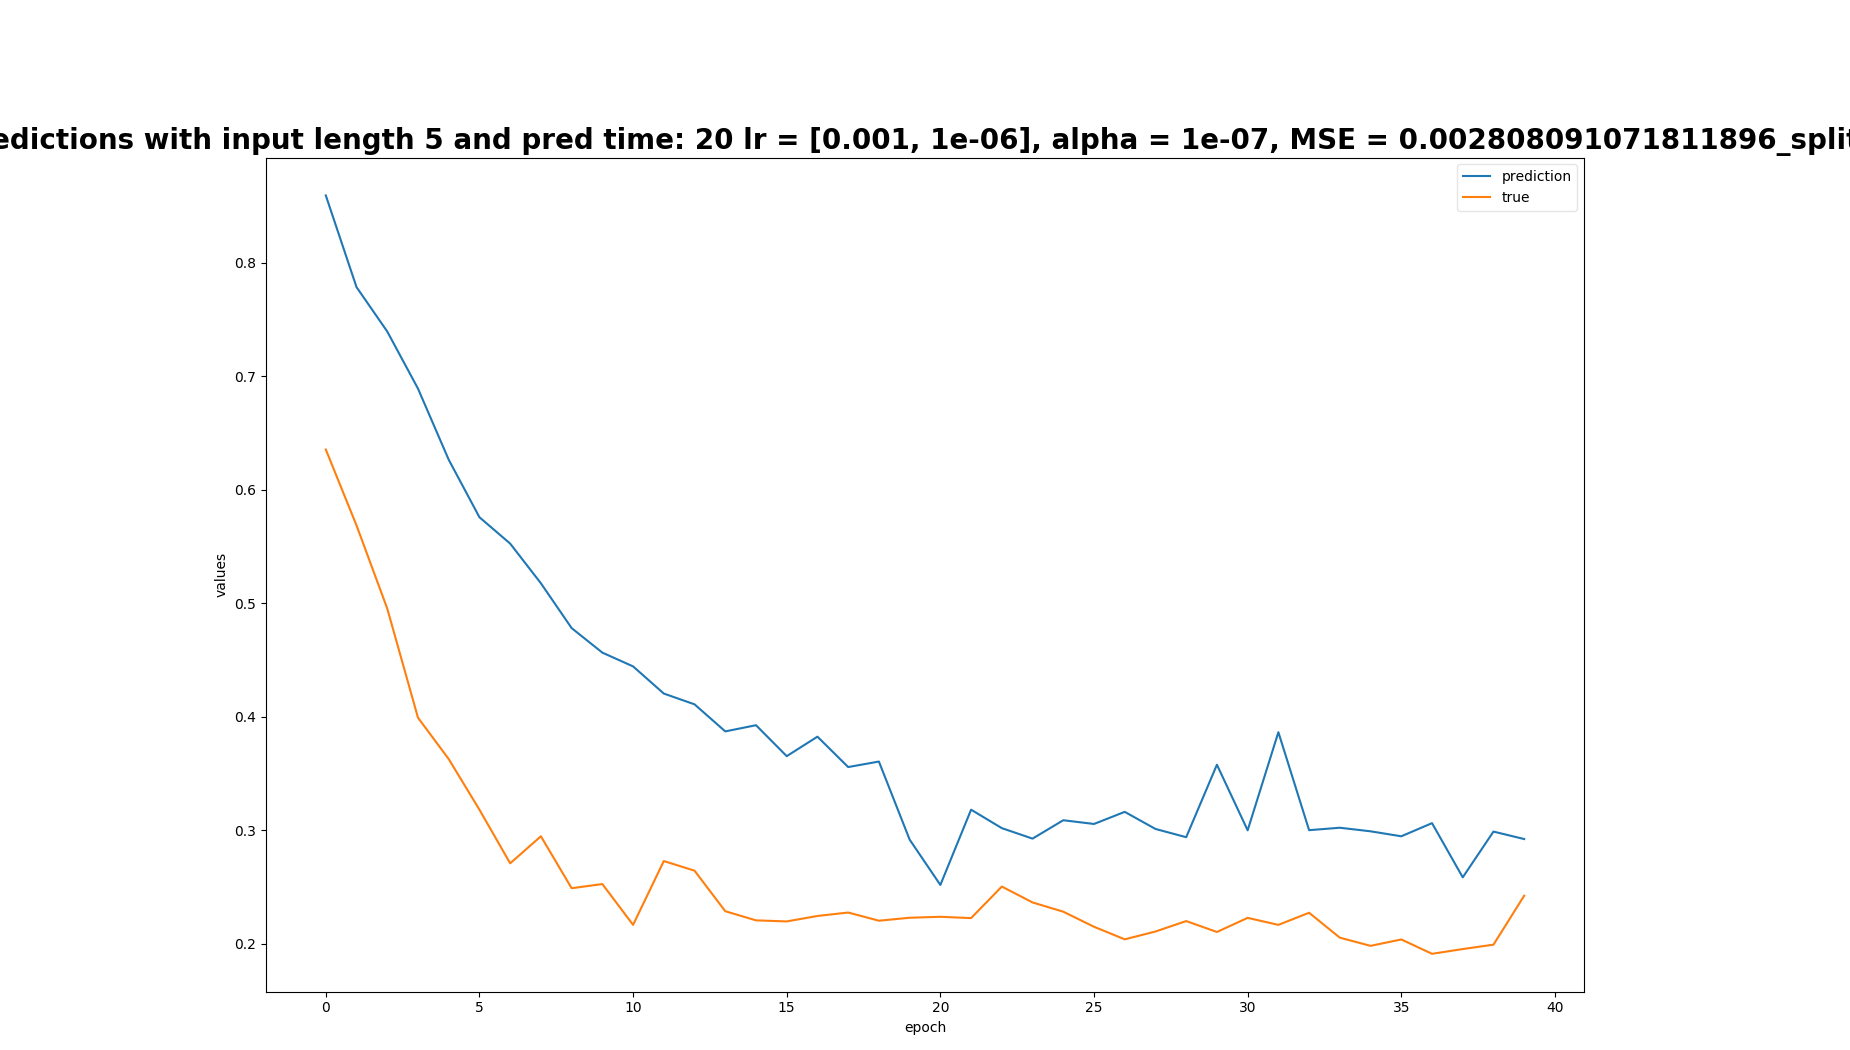 edictions with input length 5 and pred time: 20 lr = [0.001, 1e-06], alpha = 1e-07, MSE = 0.002808091071811896_split
prediction
true
0.8
0.7
0.6
0.5
0.4
0.3
0.2
values
0 5 10 15 20 25 30 35 40
epoch